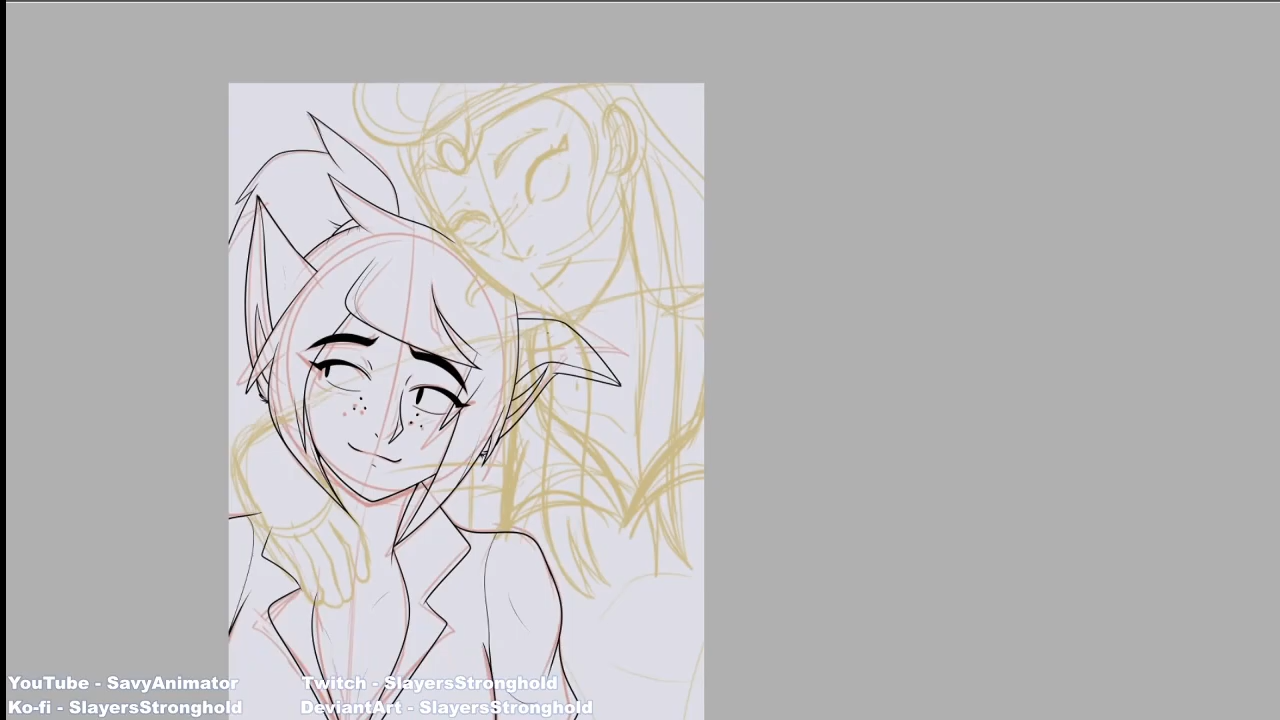 YouTube - SavyAnimator Twitch - SlayersStronghold
Ko-fi - SlayersStronghold DeviantArt - SlayersStronghold